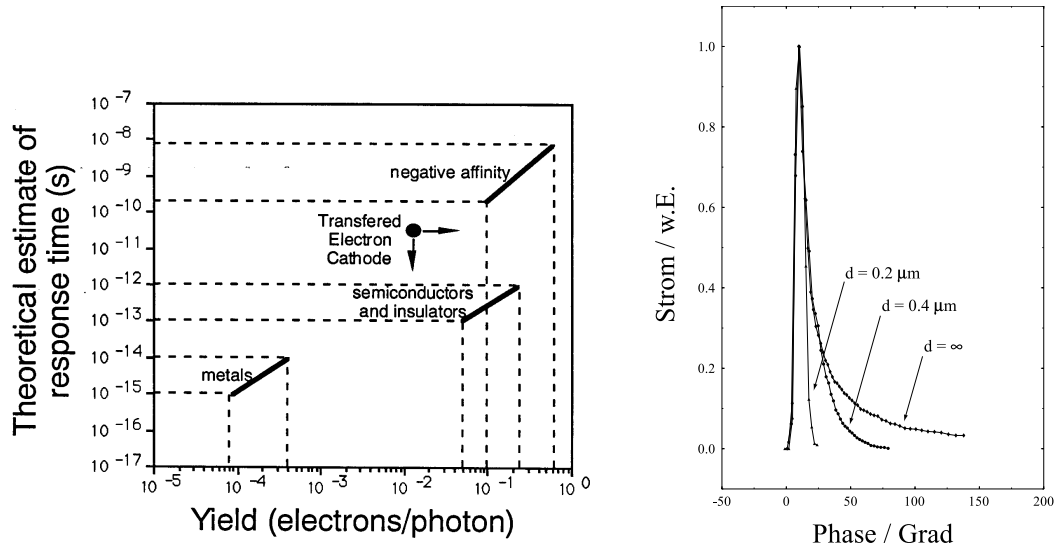 Theoretical estimate of
response time (s)
10⁻⁷
10⁻⁸
10⁻⁹
10⁻¹⁰
10⁻¹¹
10⁻¹²
10⁻¹³
10⁻¹⁴
10⁻¹⁵
10⁻¹⁶
10⁻¹⁷
negative affinity
Transfered
Electron
Cathode
semiconductors
and insulators
metals
10⁻⁵ 10⁻⁴ 10⁻³ 10⁻² 10⁻¹ 10⁰
Yield (electrons/photon)
Strom / w.E.
1.0
0.8
0.6
0.4
0.2
0.0
d = 0.2 µm
d = 0.4 µm
d = ∞
-50 0 50 100 150 200
Phase / Grad